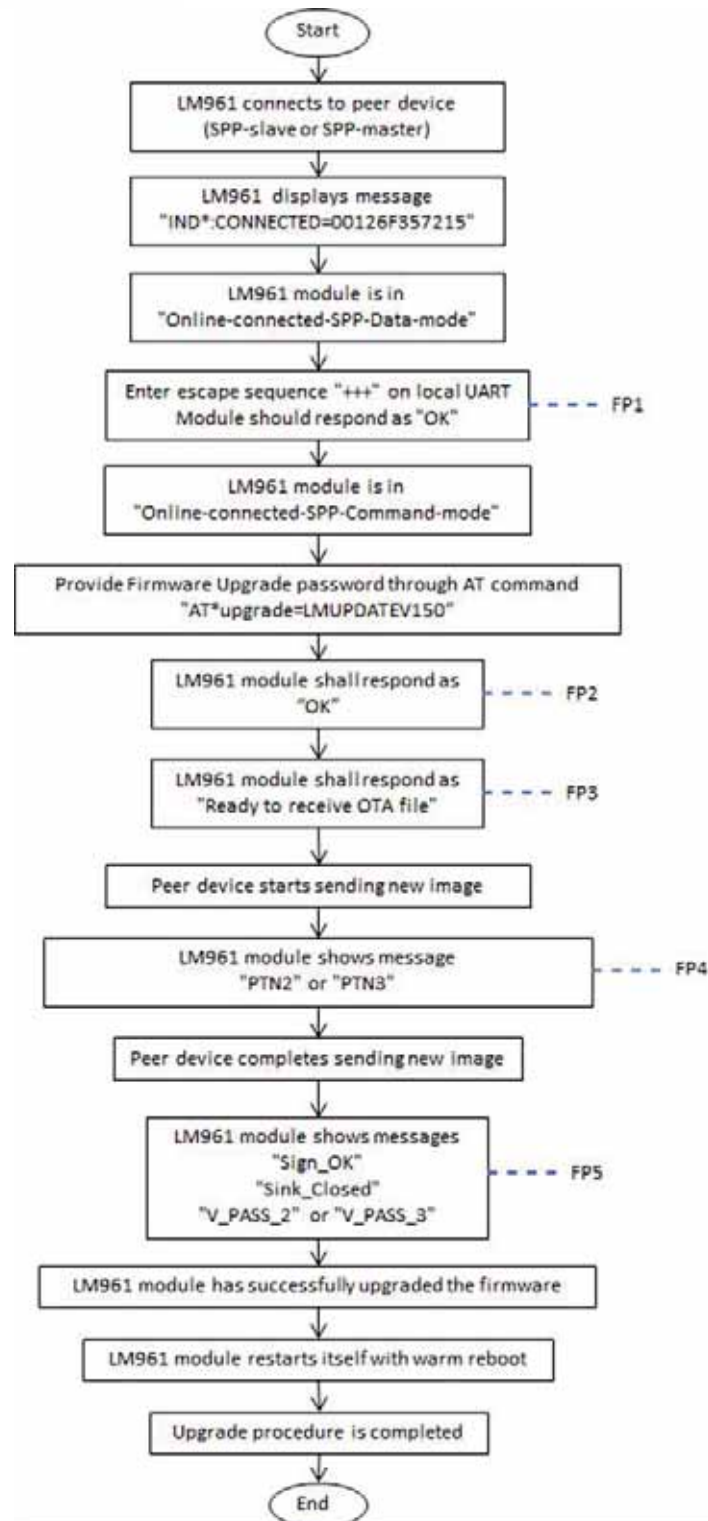 Start
LM961 connects to peer device
(SPP-slave or SPP-master)
LM961 displays message
"IND*:CONNECTED=00126F357215"
LM961 module is in
"Online-connected-SPP-Data-mode"
Enter escape sequence "+++" on local UART
Module should respond as "OK"
FP1
LM961 module is in
"Online-connected-SPP-Command-mode"
Provide Firmware Upgrade password through AT command
"AT*upgrade=LMUPDATEV150"
LM961 module shall respond as
"OK"
FP2
LM961 module shall respond as
"Ready to receive OTA file"
FP3
Peer device starts sending new image
LM961 module shows message
"PTN2" or "PTN3"
FP4
Peer device completes sending new image
LM961 module shows messages
"Sign_OK"
"Sink_Closed"
"V_PASS_2" or "V_PASS_3"
FP5
LM961 module has successfully upgraded the firmware
LM961 module restarts itself with warm reboot
Upgrade procedure is completed
End